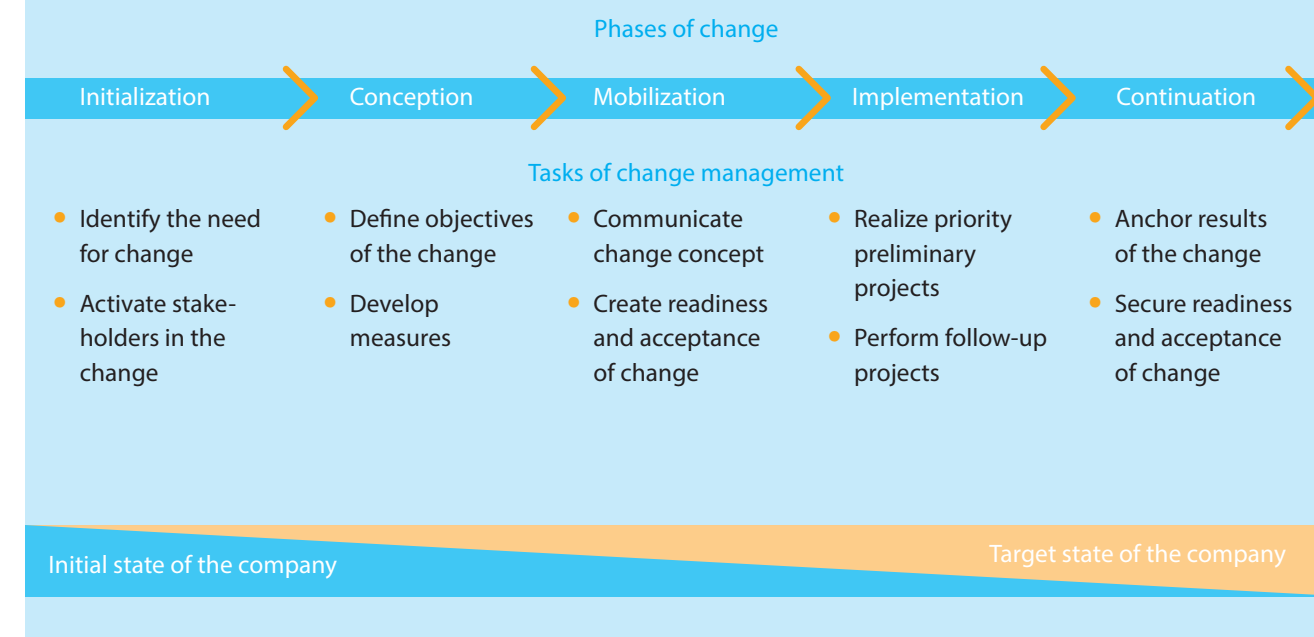 Phases of change
Initialization
Conception
Mobilization
Implementation
Continuation
Tasks of change management
Identify the need
for change
Activate stake-
holders in the
change
Define objectives
of the change
Develop
measures
Communicate
change concept
Create readiness
and acceptance
of change
Realize priority
preliminary
projects
Perform follow-up
projects
Anchor results
of the change
Secure readiness
and acceptance
of change
Initial state of the company
Target state of the company